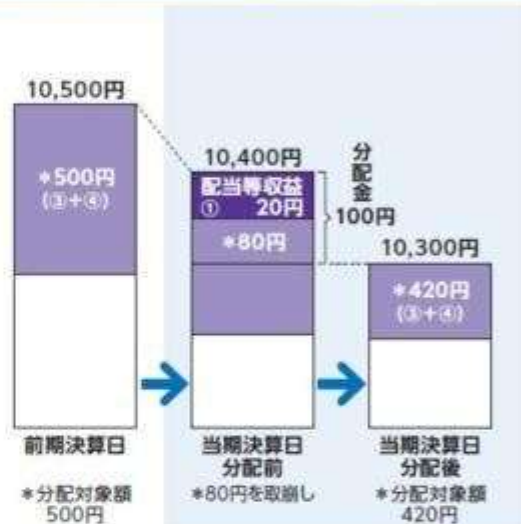 10,500円
*500円
(③+④)
10,400円
配当等収益
① 20円
*80円
分配金
100円
10,300円
*420円
(③+④)
前期決算日
*分配対象額
500円
当期決算日
分配前
*80円を取崩し
当期決算日
分配後
*分配対象額
420円